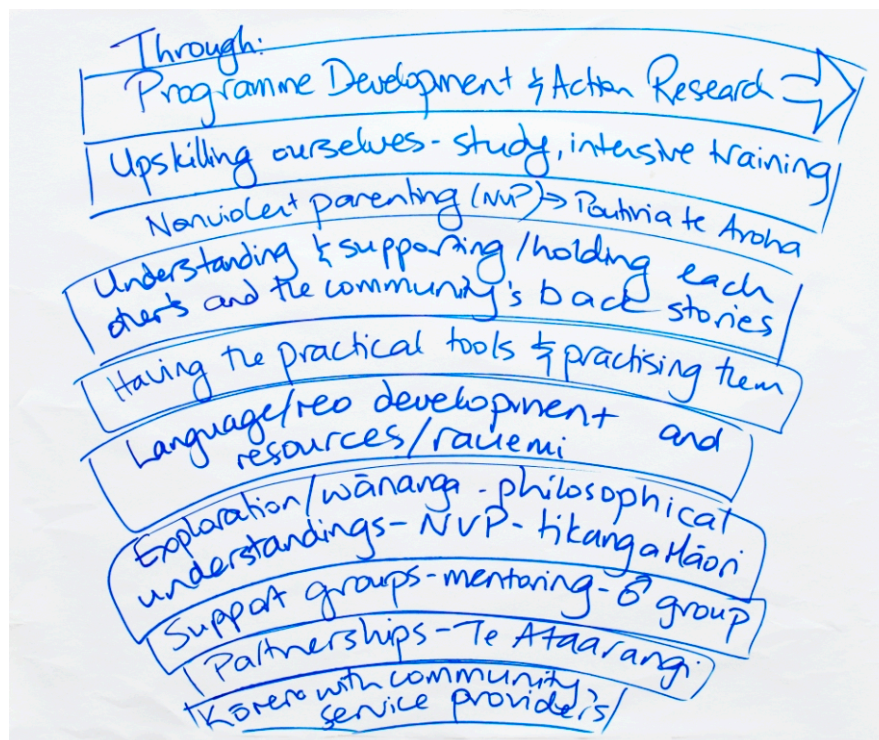 Through:
Programme Development & Action Research
Upskilling ourselves - study, intensive training
Nonviolent parenting (NVP) → Poutiria te Aroha
Understanding & supporting/holding each
other's and the community's back stories
Having the practical tools & practising them
Language/reo development and
resources/rauemi
Exploration/wānanga - philosophical
understandings - NVP - tikanga Māori
Support groups - mentoring - ♂ group
Partnerships - Te Ataarangi
Kōrero with community
service providers